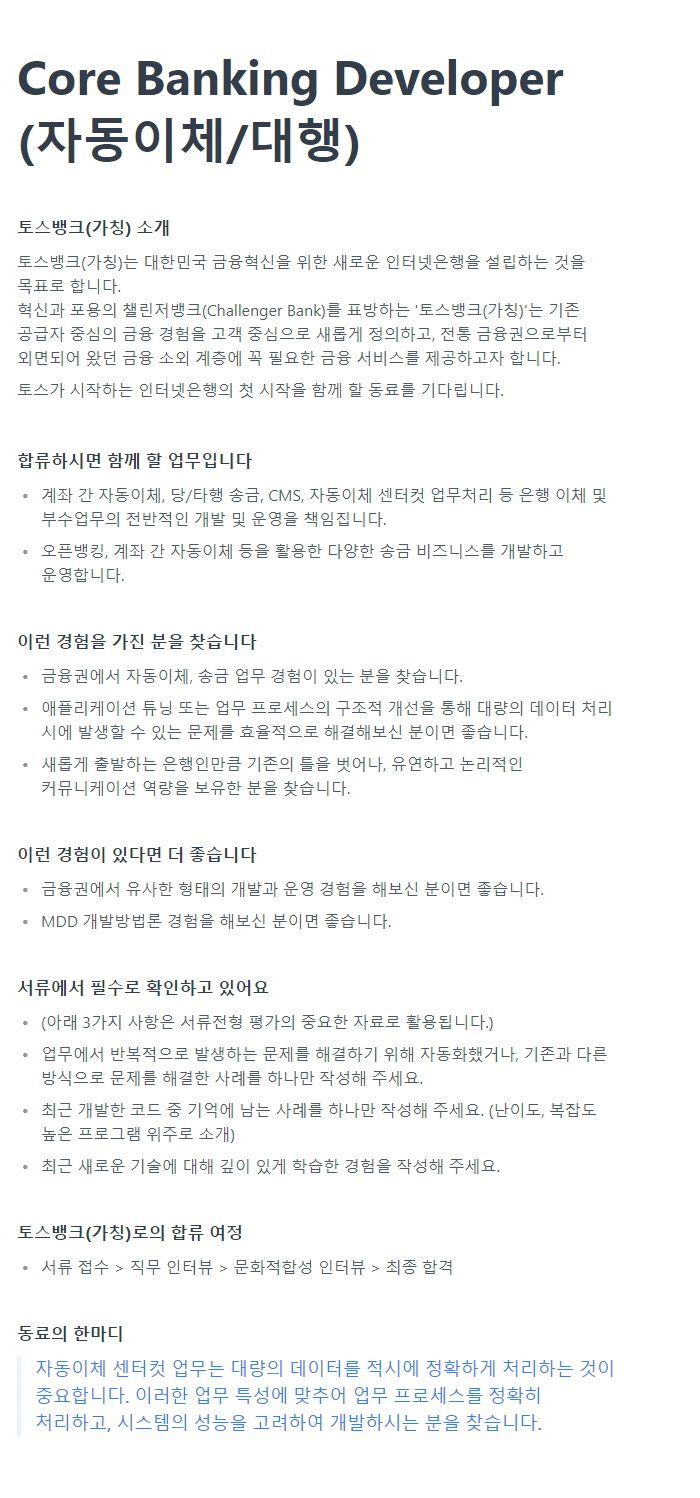 Core Banking Developer
(자동이체/대행)
토스뱅크(가칭) 소개
토스뱅크(가칭)는 대한민국 금융혁신을 위한 새로운 인터넷은행을 설립하는 것을
목표로 합니다.
혁신과 포용의 챌린저뱅크(Challenger Bank)를 표방하는 '토스뱅크(가칭)'는 기존
공급자 중심의 금융 경험을 고객 중심으로 새롭게 정의하고, 전통 금융권으로부터
외면되어 왔던 금융 소외 계층에 꼭 필요한 금융 서비스를 제공하고자 합니다.
토스가 시작하는 인터넷은행의 첫 시작을 함께 할 동료를 기다립니다.
합류하시면 함께 할 업무입니다
• 계좌 간 자동이체, 당/타행 송금, CMS, 자동이체 센터컷 업무처리 등 은행 이체 및
부수업무의 전반적인 개발 및 운영을 책임집니다.
• 오픈뱅킹, 계좌 간 자동이체 등을 활용한 다양한 송금 비즈니스를 개발하고
운영합니다.
이런 경험을 가진 분을 찾습니다
• 금융권에서 자동이체, 송금 업무 경험이 있는 분을 찾습니다.
• 애플리케이션 튜닝 또는 업무 프로세스의 구조적 개선을 통해 대량의 데이터 처리
시에 발생할 수 있는 문제를 효율적으로 해결해보신 분이면 좋습니다.
• 새롭게 출발하는 은행인만큼 기존의 틀을 벗어나, 유연하고 논리적인
커뮤니케이션 역량을 보유한 분을 찾습니다.
이런 경험이 있다면 더 좋습니다
• 금융권에서 유사한 형태의 개발과 운영 경험을 해보신 분이면 좋습니다.
• MDD 개발방법론 경험을 해보신 분이면 좋습니다.
서류에서 필수로 확인하고 있어요
• (아래 3가지 사항은 서류전형 평가의 중요한 자료로 활용됩니다.)
• 업무에서 반복적으로 발생하는 문제를 해결하기 위해 자동화했거나, 기존과 다른
방식으로 문제를 해결한 사례를 하나만 작성해 주세요.
• 최근 개발한 코드 중 기억에 남는 사례를 하나만 작성해 주세요. (난이도, 복잡도
높은 프로그램 위주로 소개)
• 최근 새로운 기술에 대해 깊이 있게 학습한 경험을 작성해 주세요.
토스뱅크(가칭)로의 합류 여정
• 서류 접수 > 직무 인터뷰 > 문화적합성 인터뷰 > 최종 합격
동료의 한마디
자동이체 센터컷 업무는 대량의 데이터를 적시에 정확하게 처리하는 것이
중요합니다. 이러한 업무 특성에 맞추어 업무 프로세스를 정확히
처리하고, 시스템의 성능을 고려하여 개발하시는 분을 찾습니다.